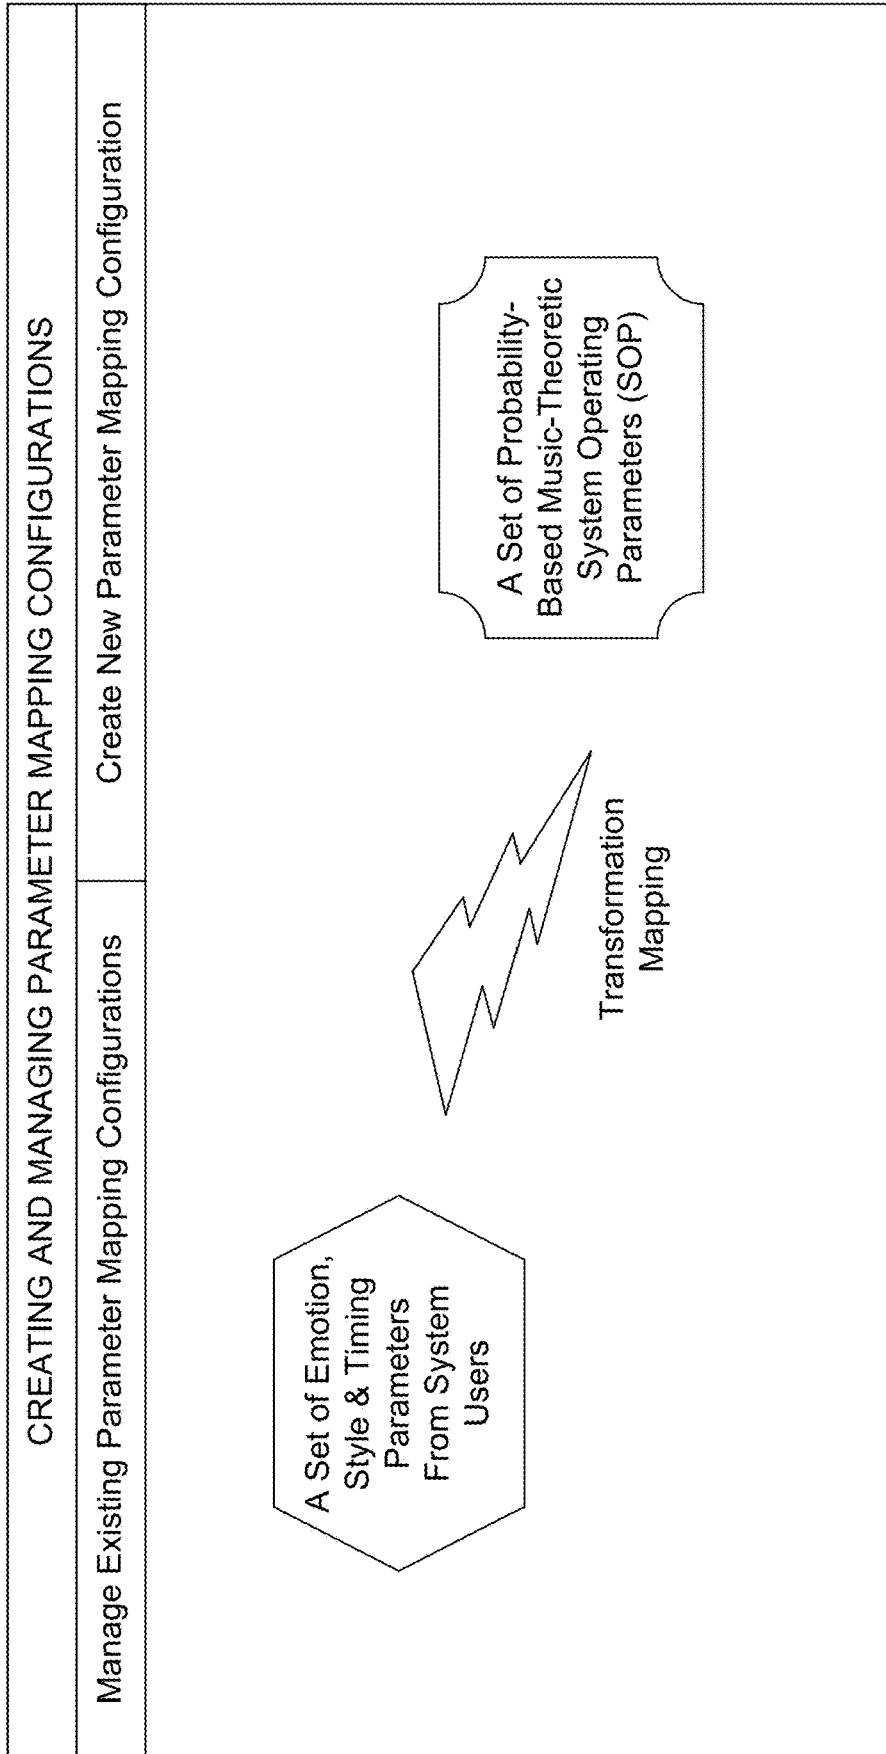 CREATING AND MANAGING PARAMETER MAPPING CONFIGURATIONS
Manage Existing Parameter Mapping Configurations
Create New Parameter Mapping Configuration
A Set of Emotion,
Style & Timing
Parameters
From System
Users
Transformation
Mapping
A Set of Probability-
Based Music-Theoretic
System Operating
Parameters (SOP)